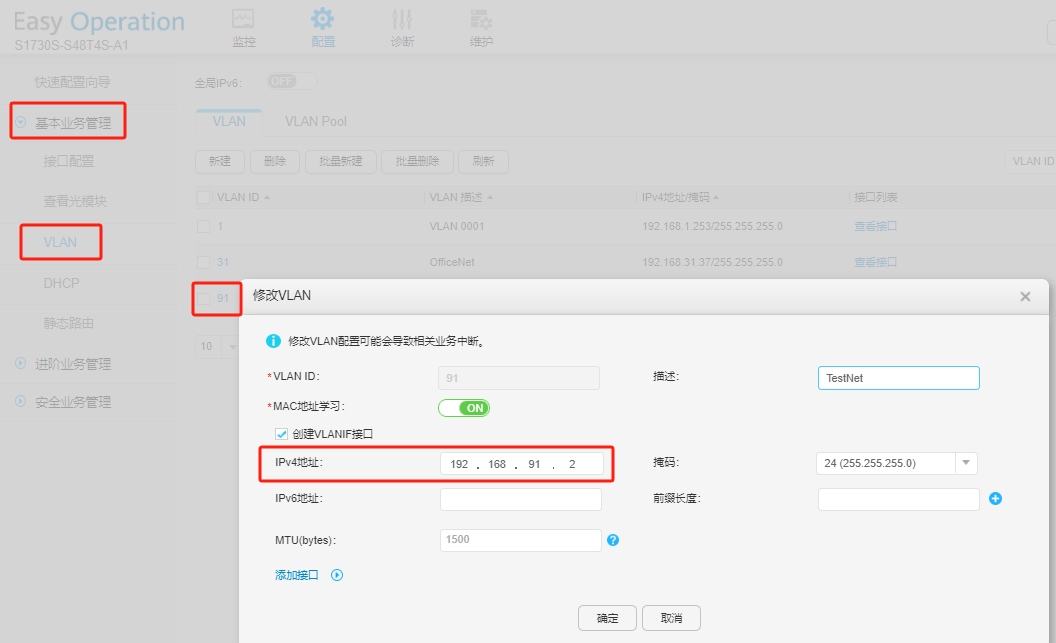 Easy Operation
S1730S-S48T4S-A1
监控
配置
诊断
维护
快速配置向导
基本业务管理
接口配置
查看光模块
VLAN
DHCP
静态路由
进阶业务管理
安全业务管理
全局IPv6: OFF
VLAN VLAN Pool
新建 删除 批量新建 批量删除 刷新 VLAN ID
VLAN ID VLAN 描述 IPv4地址/掩码 接口列表
1 VLAN 0001 192.168.1.253/255.255.255.0 查看接口
31 OfficeNet 192.168.31.37/255.255.255.0 查看接口
91
10
修改VLAN
修改VLAN配置可能会导致相关业务中断。
*VLAN ID: 91 描述: TestNet
*MAC地址学习: ON
创建VLANIF接口
IPv4地址: 192 . 168 . 91 . 2 掩码: 24 (255.255.255.0)
IPv6地址: 前缀长度:
MTU(bytes): 1500
添加接口
确定 取消